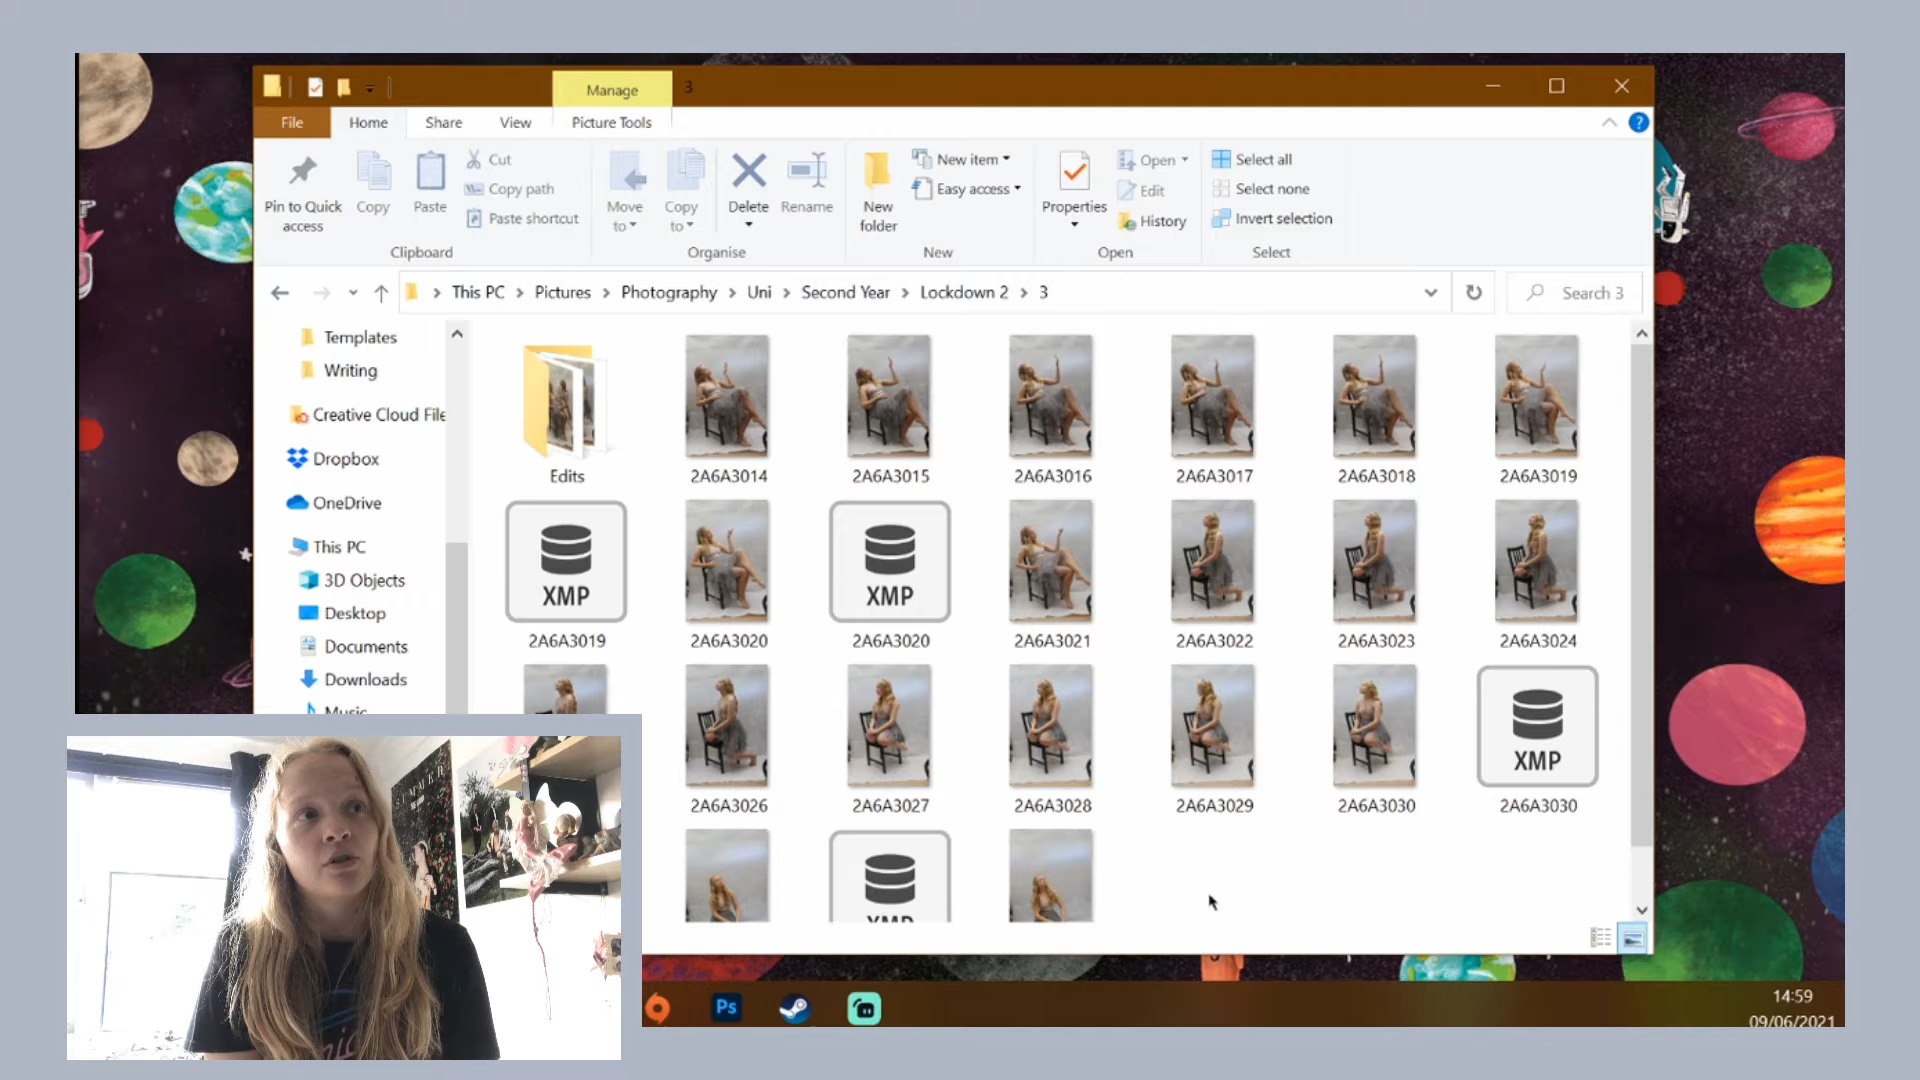 Manage 3
File Home Share View Picture Tools
Pin to Quick access
Copy
Paste
Cut
Copy path
Paste shortcut
Clipboard
Move to
Copy to
Delete
Rename
Organise
New folder
New item
Easy access
New
Properties
Open
Edit
History
Open
Select all
Select none
Invert selection
Select
This PC > Pictures > Photography > Uni > Second Year > Lockdown 2 > 3
Search 3
Templates
Writing
Creative Cloud File
Dropbox
OneDrive
This PC
3D Objects
Desktop
Documents
Downloads
Music
Edits 2A6A3014 2A6A3015 2A6A3016 2A6A3017 2A6A3018 2A6A3019
XMP XMP
2A6A3019 2A6A3020 2A6A3020 2A6A3021 2A6A3022 2A6A3023 2A6A3024
XMP
2A6A3026 2A6A3027 2A6A3028 2A6A3029 2A6A3030 2A6A3030
XMP
SUMMER
Ps
14:59
09/06/2021